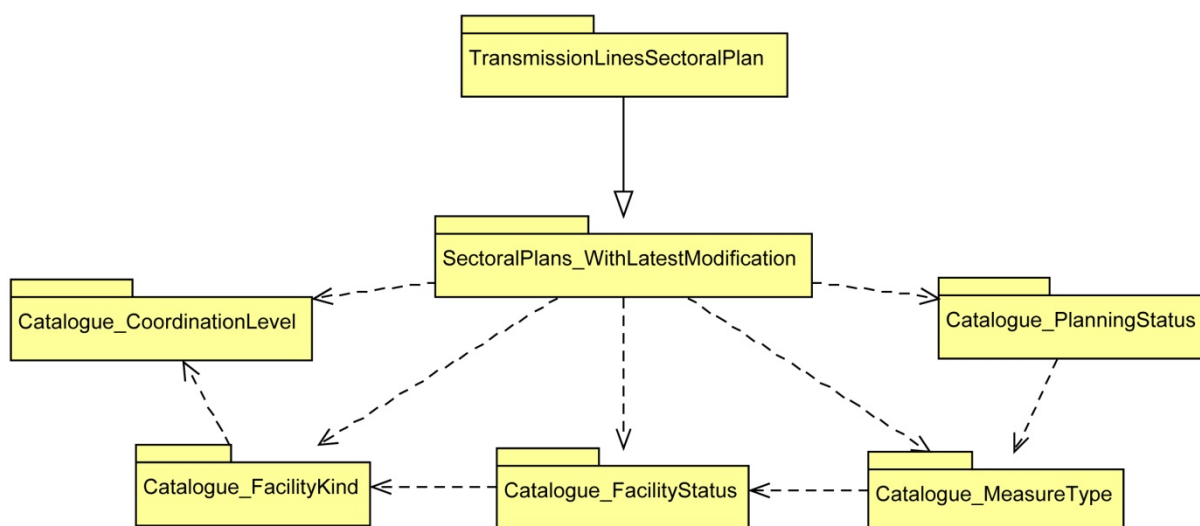 TransmissionLinesSectoralPlan
SectoralPlans_WithLatestModification
Catalogue_CoordinationLevel
Catalogue_PlanningStatus
Catalogue_FacilityKind
Catalogue_FacilityStatus
Catalogue_MeasureType